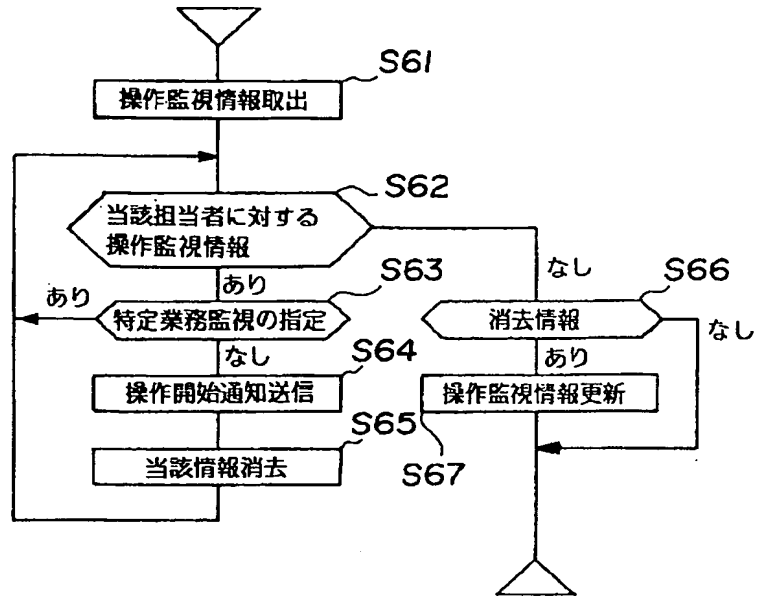 S61
操作監視情報取出
S62
当該担当者に対する
操作監視情報
あり
なし
S63
特定業務監視の指定
あり
なし
S64
操作開始通知送信
S65
当該情報消去
S66
消去情報
なし
あり
操作監視情報更新
S67